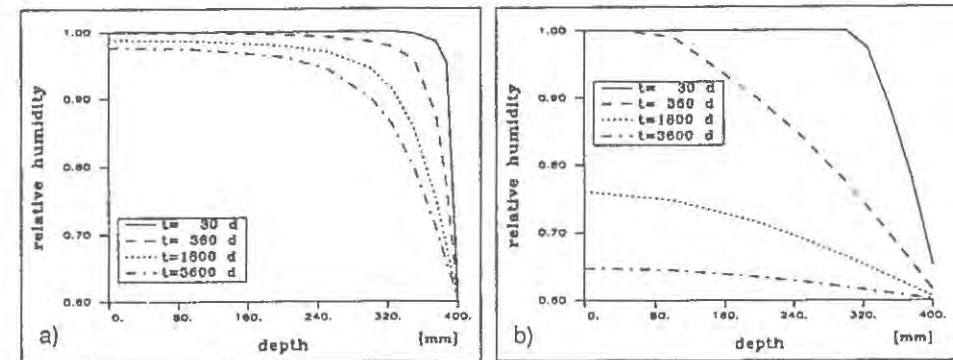 relative humidity
1.00
0.90
0.80
0.70
0.60
t= 30 d
t= 360 d
t=1800 d
t=3600 d
0. 80. 160. 240. 320. 400.
a)
depth
[mm]
relative humidity
1.00
0.90
0.80
0.70
0.60
t= 30 d
t= 360 d
t=1800 d
t=3600 d
0. 80. 160. 240. 320. 400.
b)
depth
[mm]